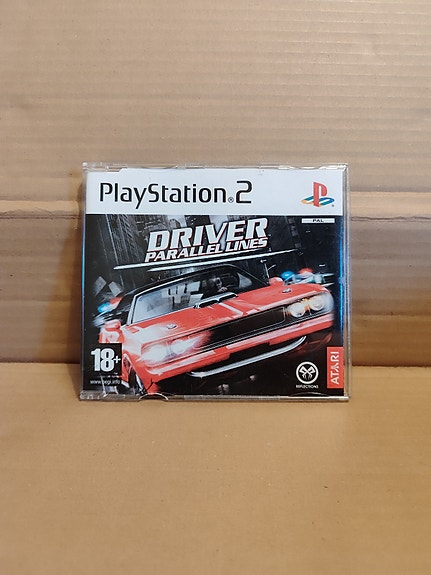 PlayStation®2
PAL
DRIVER
PARALLEL LINES
18+
www.pegi.info
REFLECTIONS
ATARI